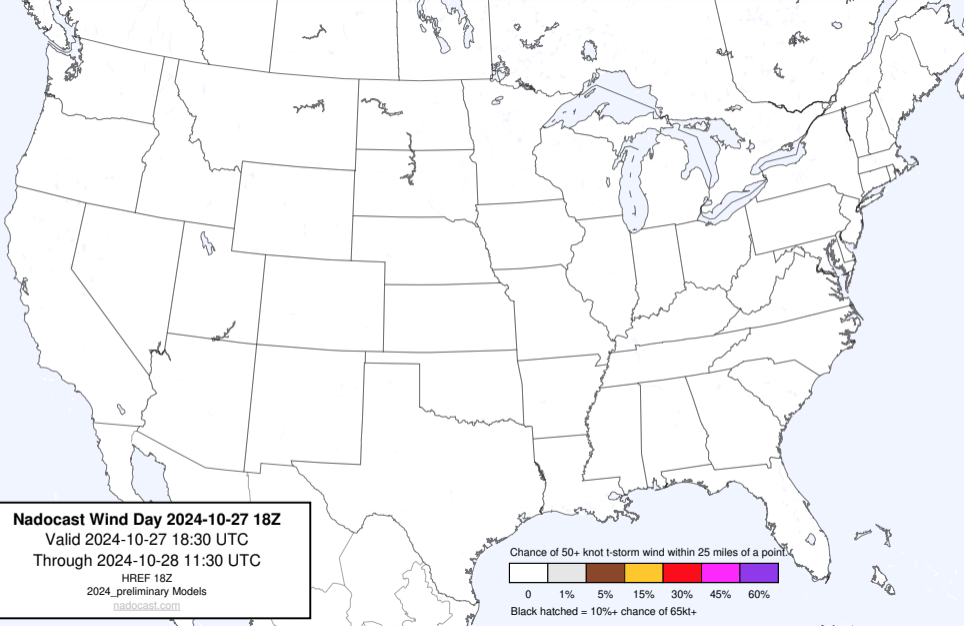 Nadocast Wind Day 2024-10-27 18Z
Valid 2024-10-27 18:30 UTC
Through 2024-10-28 11:30 UTC
HREF 18Z
2024_preliminary Models
nadocast.com
Chance of 50+ knot t-storm wind within 25 miles of a point.
0 1% 5% 15% 30% 45% 60%
Black hatched = 10%+ chance of 65kt+